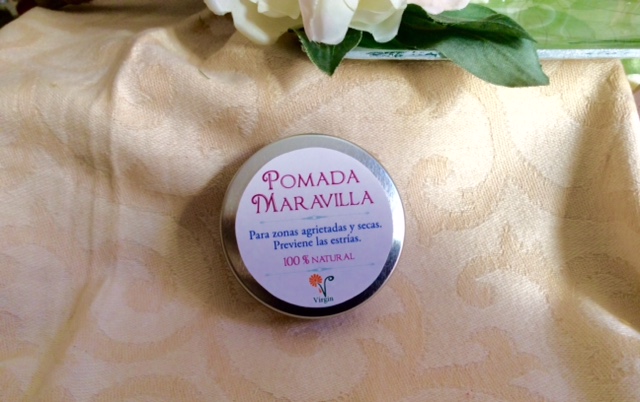 POMADA
MARAVILLA
Para zonas agrietadas y secas.
Previene las estrías.
100 % NATURAL
Virgin